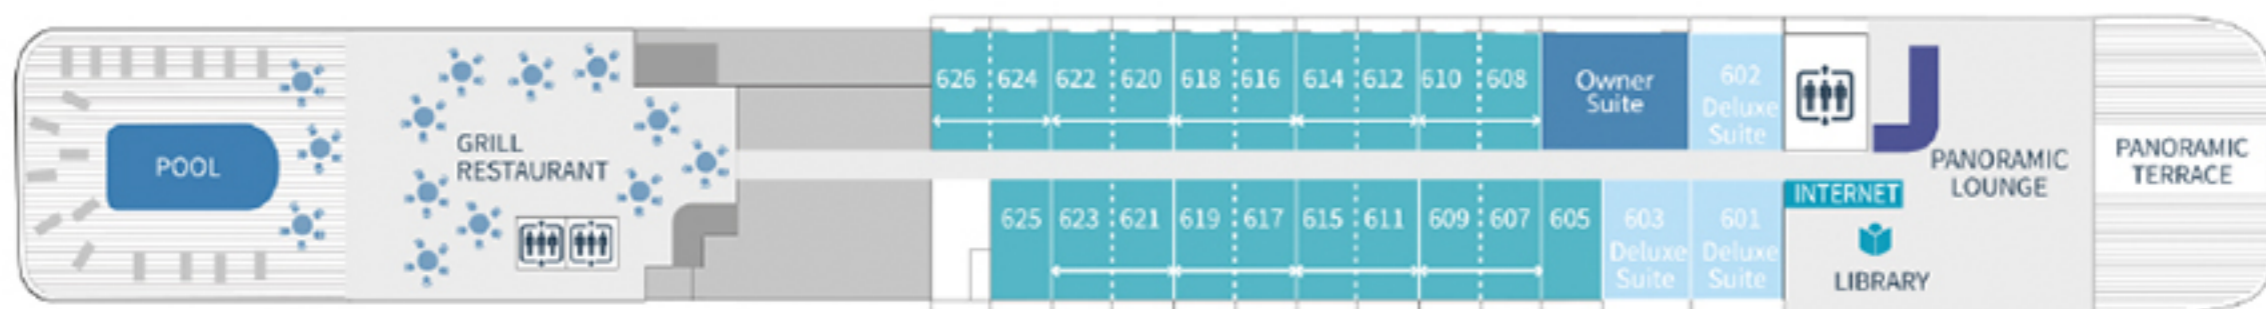 POOL
GRILL
RESTAURANT
626 624 622 620 618 616 614 612 610 608
Owner
Suite
602
Deluxe
Suite
625 623 621 619 617 615 611 609 607 605
603
Deluxe
Suite
601
Deluxe
Suite
INTERNET
LIBRARY
PANORAMIC
LOUNGE
PANORAMIC
TERRACE